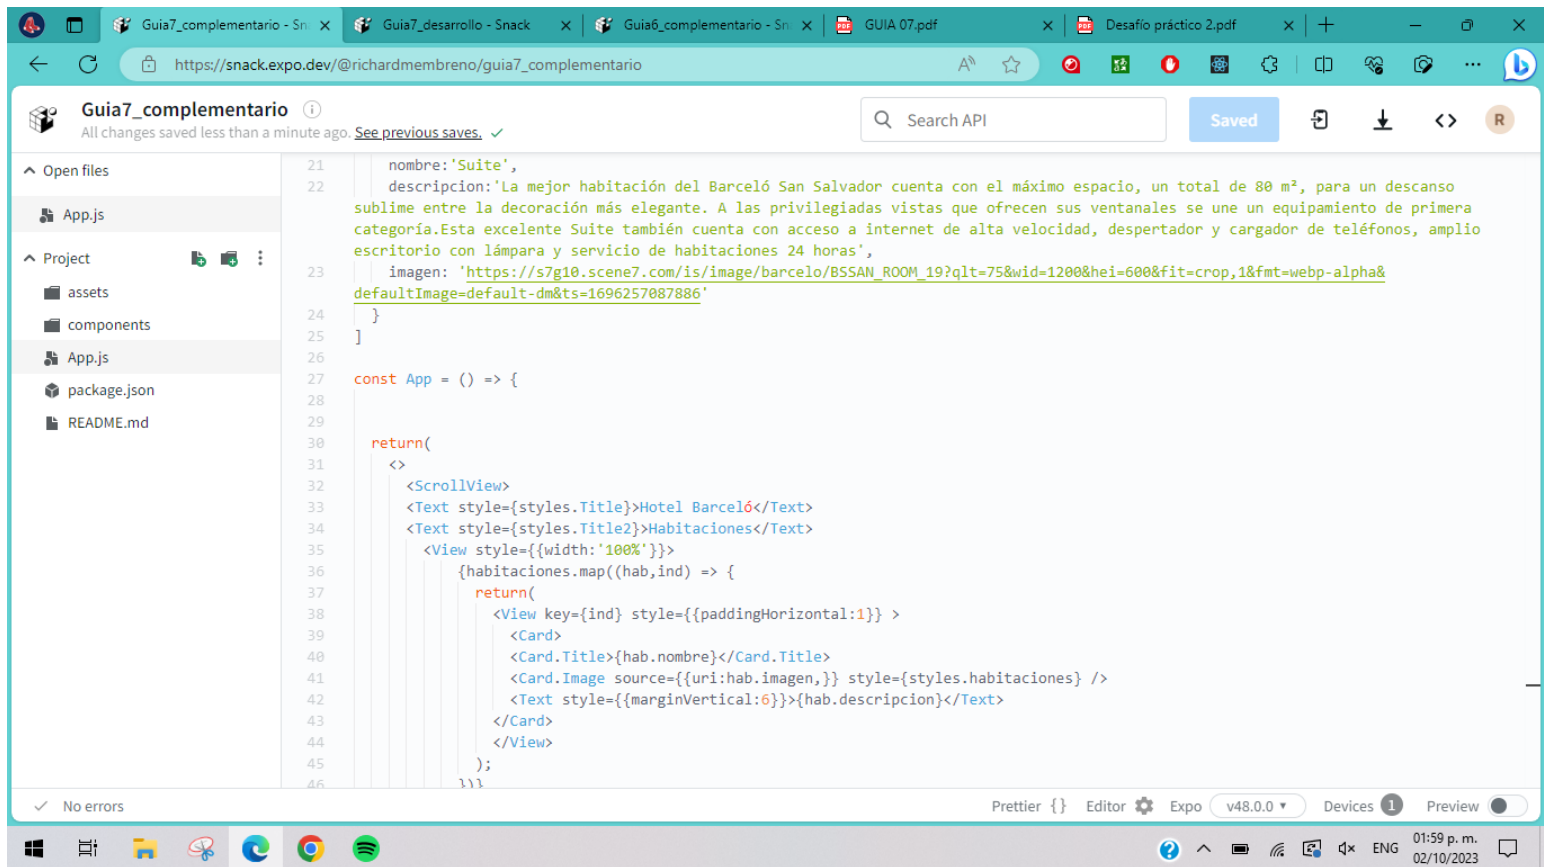 Guia7_complementario - Sn
Guia7_desarrollo - Snack
Guia6_complementario - Sn
GUIA 07.pdf
Desafío práctico 2.pdf
https://snack.expo.dev/@richardmembreno/guia7_complementario
Guia7_complementario
All changes saved less than a minute ago. See previous saves.
Search API
Saved
R
Open files
App.js
Project
assets
components
App.js
package.json
README.md
21 nombre:'Suite',
22 descripcion:'La mejor habitación del Barceló San Salvador cuenta con el máximo espacio, un total de 80 m², para un descanso
sublime entre la decoración más elegante. A las privilegiadas vistas que ofrecen sus ventanales se une un equipamiento de primera
categoría.Esta excelente Suite también cuenta con acceso a internet de alta velocidad, despertador y cargador de teléfonos, amplio
escritorio con lámpara y servicio de habitaciones 24 horas',
23 imagen: 'https://s7g10.scene7.com/is/image/barcelo/BSSAN_ROOM_19?qlt=75&wid=1200&hei=600&fit=crop,1&fmt=webp-alpha&
defaultImage=default-dm&ts=1696257087886'
24 }
25 ]
26
27 const App = () => {
28
29
30 return(
31 <>
32 <ScrollView>
33 <Text style={styles.Title}>Hotel Barceló</Text>
34 <Text style={styles.Title2}>Habitaciones</Text>
35 <View style={{width:'100%'}}>
36 {habitaciones.map((hab,ind) => {
37 return(
38 <View key={ind} style={{paddingHorizontal:1}} >
39 <Card>
40 <Card.Title>{hab.nombre}</Card.Title>
41 <Card.Image source={{uri:hab.imagen,}} style={styles.habitaciones} />
42 <Text style={{marginVertical:6}}>{hab.descripcion}</Text>
43 </Card>
44 </View>
45 );
46 })}
No errors
Prettier { }
Editor
Expo
v48.0.0
Devices 1
Preview
ENG
01:59 p. m.
02/10/2023